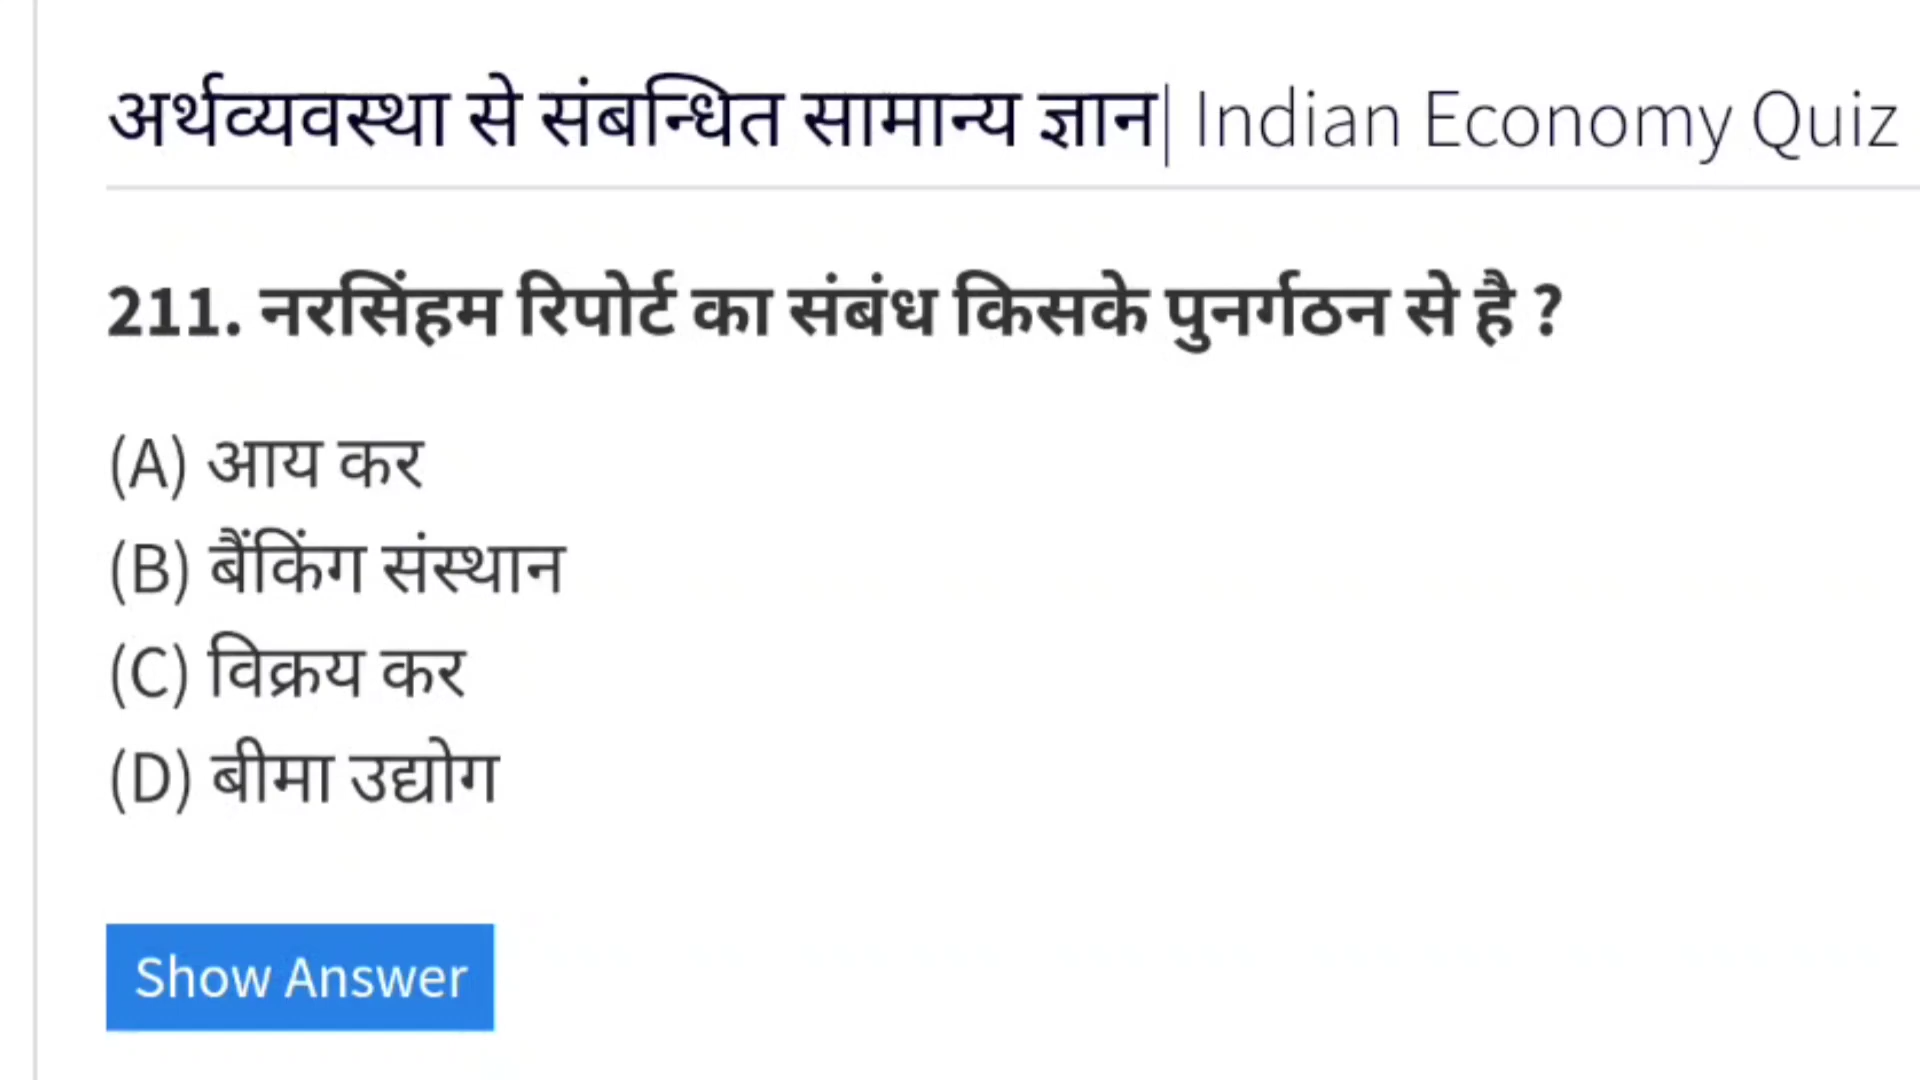 अर्थव्यवस्था से संबन्धित सामान्य ज्ञान| Indian Economy Quiz
211. नरसिंहम रिपोर्ट का संबंध किसके पुनर्गठन से है ?
(A) आय कर
(B) बैंकिंग संस्थान
(C) विक्रय कर
(D) बीमा उद्योग
Show Answer